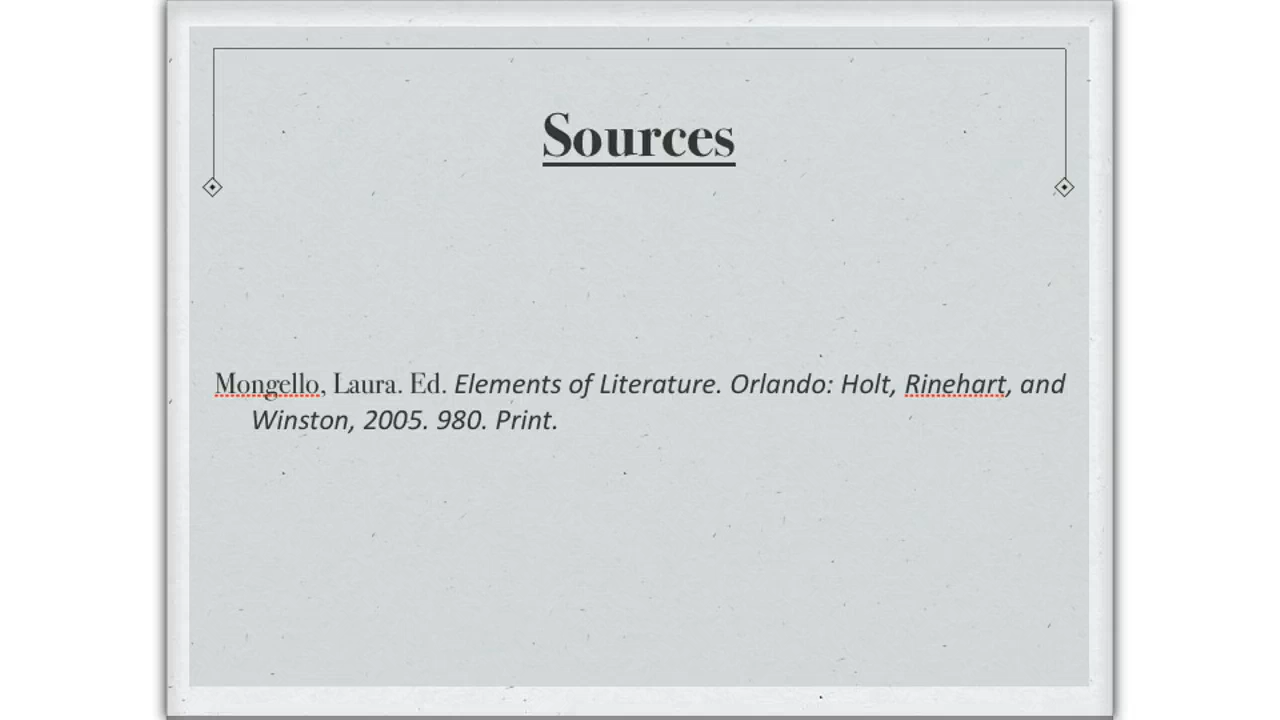 Sources
Mongello, Laura. Ed. Elements of Literature. Orlando: Holt, Rinehart, and
Winston, 2005. 980. Print.